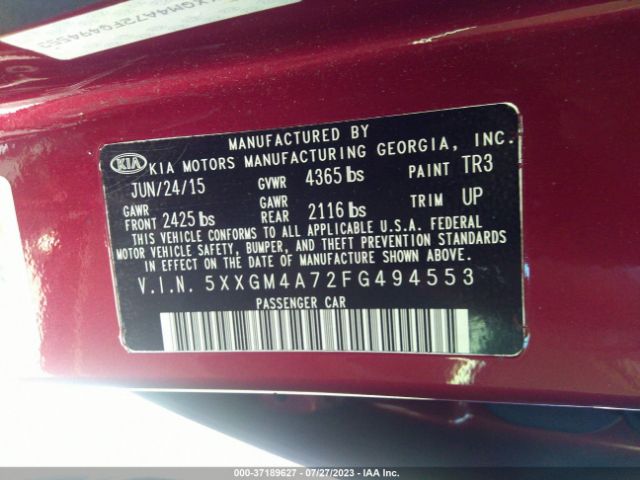 XXGM4A72FG494553
MANUFACTURED BY
KIA KIA MOTORS MANUFACTURING GEORGIA, INC.
JUN/24/15 GVWR 4365 lbs PAINT TR3
GAWR FRONT 2425 lbs GAWR REAR 2116 lbs TRIM UP
THIS VEHICLE CONFORMS TO ALL APPLICABLE U.S.A. FEDERAL
MOTOR VEHICLE SAFETY, BUMPER, AND THEFT PREVENTION STANDARDS
IN EFFECT ON THE DATE OF MANUFACTURE SHOWN ABOVE.
V.I.N. 5XXGM4A72FG494553
PASSENGER CAR
000-37189627 - 07/27/2023 - IAAI.COM